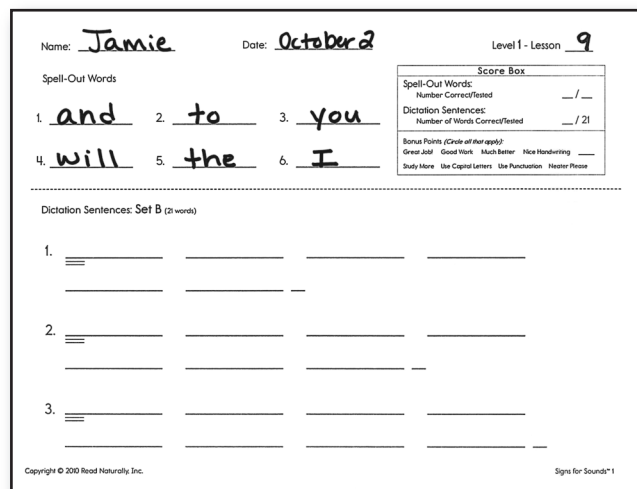 Name: Jamie Date: October 2 Level 1 - Lesson 9
Score Box
Spell-Out Words
Spell-Out Words:
Number Correct/Tested __/__
Dictation Sentences:
Number of Words Correct/Tested __/21
1. and 2. to 3. you
Bonus Points (Circle all that apply):
Great Job! Good Work Much Better Nice Handwriting ___
Study More Use Capital Letters Use Punctuation Neater Please
4. will 5. the 6. I
Dictation Sentences: Set B (21 words)
1.
2.
3.
Copyright © 2010 Read Naturally, Inc. Signs for Sounds™ 1